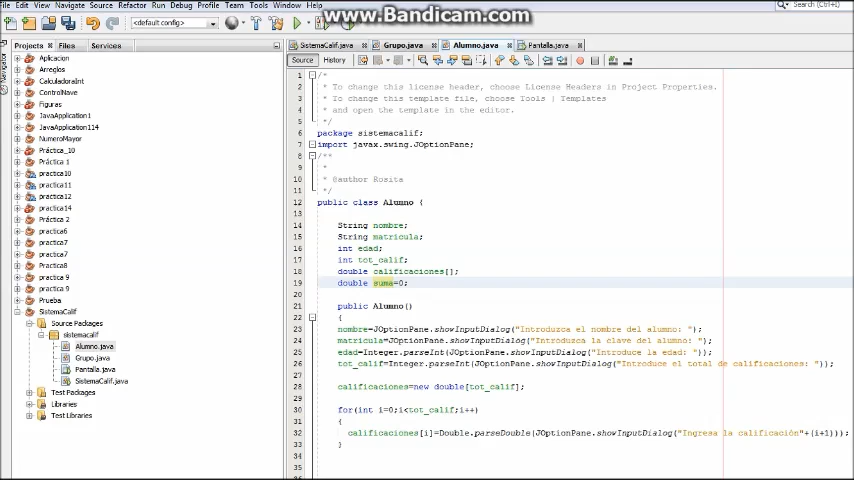 File Edit View Navigate Source Refactor Run Debug Profile Team Tools Window Help
www.Bandicam.com
Search (Ctrl+I)
<default config>
Projects Files Services
Navigator
Aplicacion
Arreglos
CalculadoraInt
ControlNave
Figuras
JavaApplication1
JavaApplication114
NumeroMayor
Práctica_10
Práctica 1
practica10
practica11
practica12
practica14
Práctica 2
practica6
practica7
practica7
Practica8
practica 9
practica 9
Prueba
SistemaCalif
Source Packages
sistemacalif
Alumno.java
Grupo.java
Pantalla.java
SistemaCalif.java
Test Packages
Libraries
Test Libraries
SistemaCalif.java Grupo.java Alumno.java Pantalla.java
Source History
1 /*
2 * To change this license header, choose License Headers in Project Properties.
3 * To change this template file, choose Tools | Templates
4 * and open the template in the editor.
5 */
6 package sistemacalif;
7 import javax.swing.JOptionPane;
8 /**
9 *
10 * @author Rosita
11 */
12 public class Alumno {
13
14 String nombre;
15 String matricula;
16 int edad;
17 int tot_calif;
18 double calificaciones[];
19 double suma=0;
20
21 public Alumno()
22 {
23 nombre=JOptionPane.showInputDialog("Introduzca el nombre del alumno: ");
24 matricula=JOptionPane.showInputDialog("Introduzca la clave del alumno: ");
25 edad=Integer.parseInt(JOptionPane.showInputDialog("Introduce la edad: "));
26 tot_calif=Integer.parseInt(JOptionPane.showInputDialog("Introduce el total de calificaciones: "));
27
28 calificaciones=new double[tot_calif];
29
30 for(int i=0;i<tot_calif;i++)
31 {
32 calificaciones[i]=Double.parseDouble(JOptionPane.showInputDialog("Ingresa la calificación"+(i+1)));
33 }
34
35